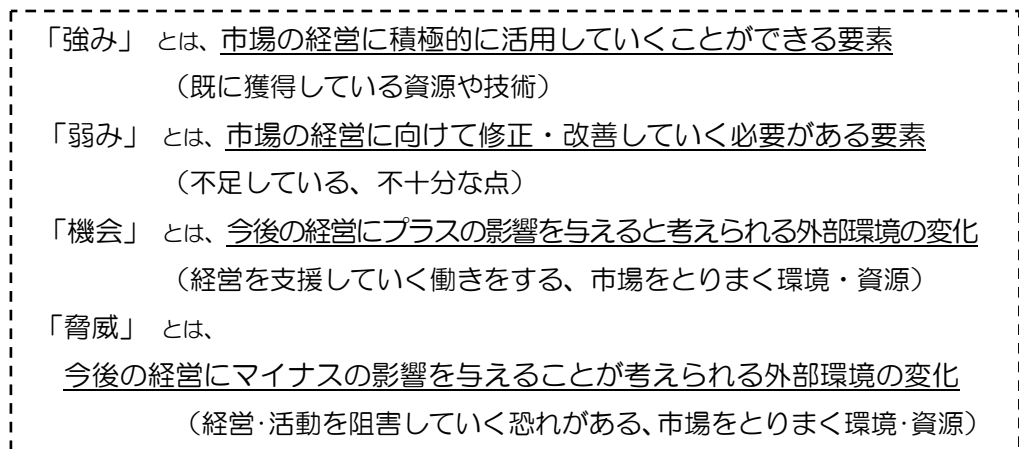 「強み」 とは、市場の経営に積極的に活用していくことができる要素
（既に獲得している資源や技術）
「弱み」 とは、市場の経営に向けて修正・改善していく必要がある要素
（不足している、不十分な点）
「機会」 とは、今後の経営にプラスの影響を与えると考えられる外部環境の変化
（経営を支援していく働きをする、市場をとりまく環境・資源）
「脅威」 とは、
今後の経営にマイナスの影響を与えることが考えられる外部環境の変化
（経営･活動を阻害していく恐れがある、市場をとりまく環境･資源）